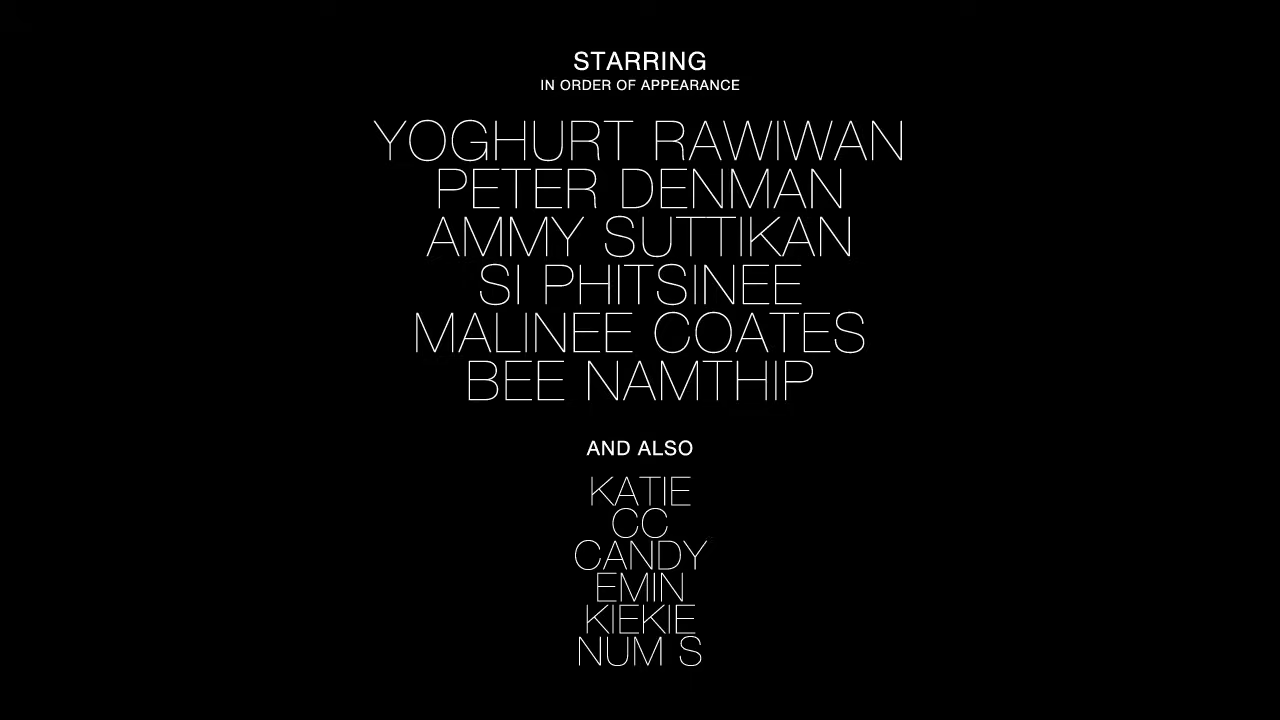 STARRING
IN ORDER OF APPEARANCE
YOGHURT RAWIWAN
PETER DENMAN
AMMY SUTTIKAN
SI PHITSINEE
MALINEE COATES
BEE NAMTHIP
AND ALSO
KATIE
CC
CANDY
EMIN
KIEKIE
NUM S